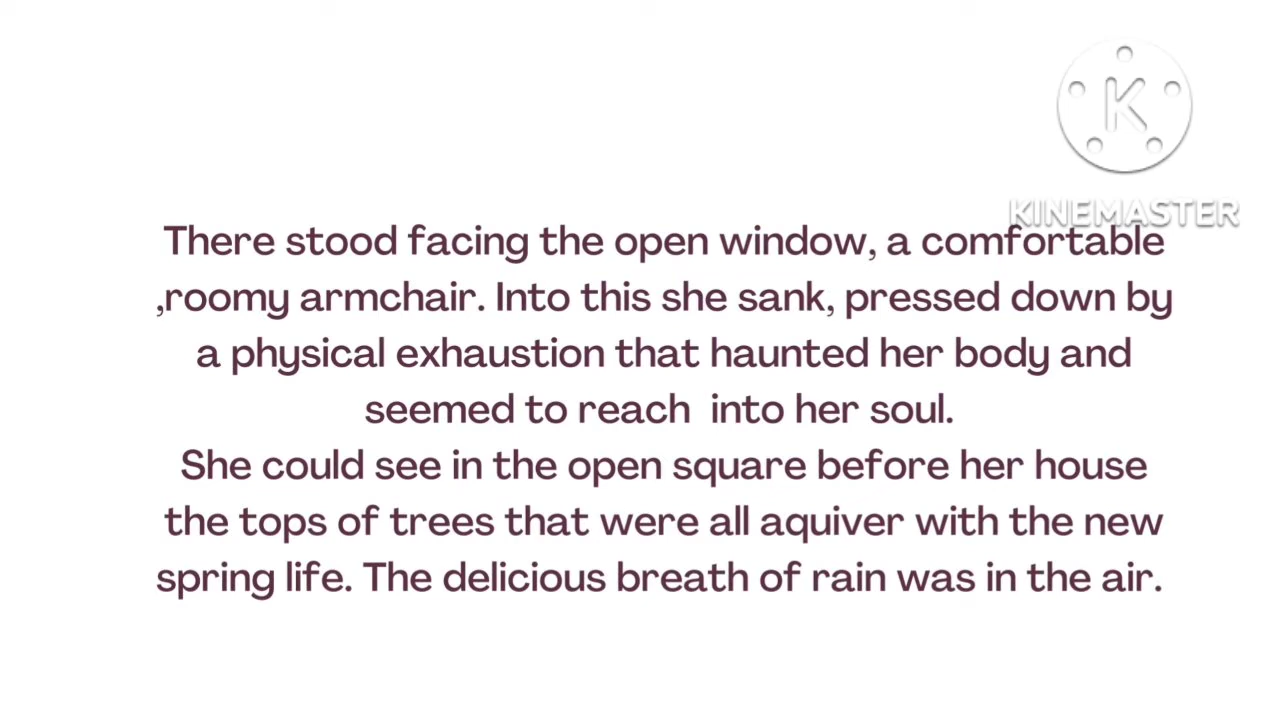 K
KINEMASTER
There stood facing the open window, a comfortable
,roomy armchair. Into this she sank, pressed down by
a physical exhaustion that haunted her body and
seemed to reach  into her soul.
She could see in the open square before her house
the tops of trees that were all aquiver with the new
spring life. The delicious breath of rain was in the air.